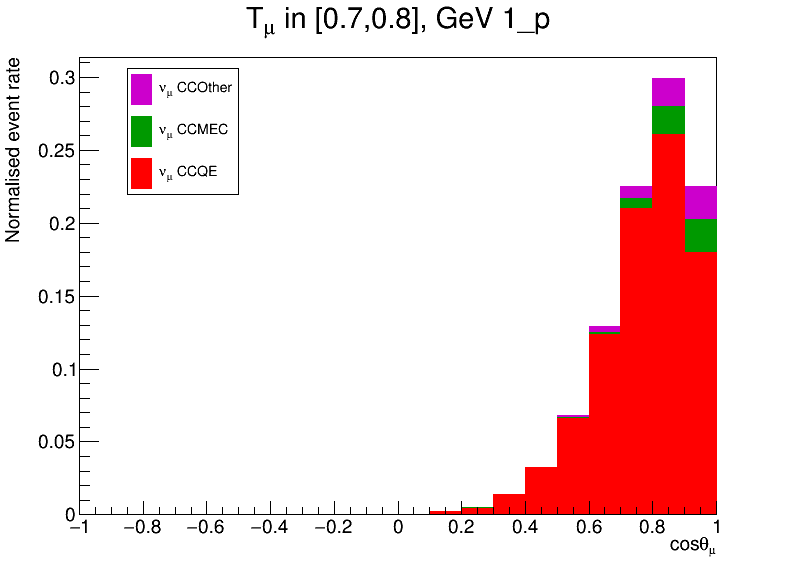 T_μ in [0.7,0.8], GeV 1_p
Normalised event rate
0.3
0.25
0.2
0.15
0.1
0.05
0
ν_μ CCOther
ν_μ CCMEC
ν_μ CCQE
−1 −0.8 −0.6 −0.4 −0.2 0 0.2 0.4 0.6 0.8 1
cosθ_μ